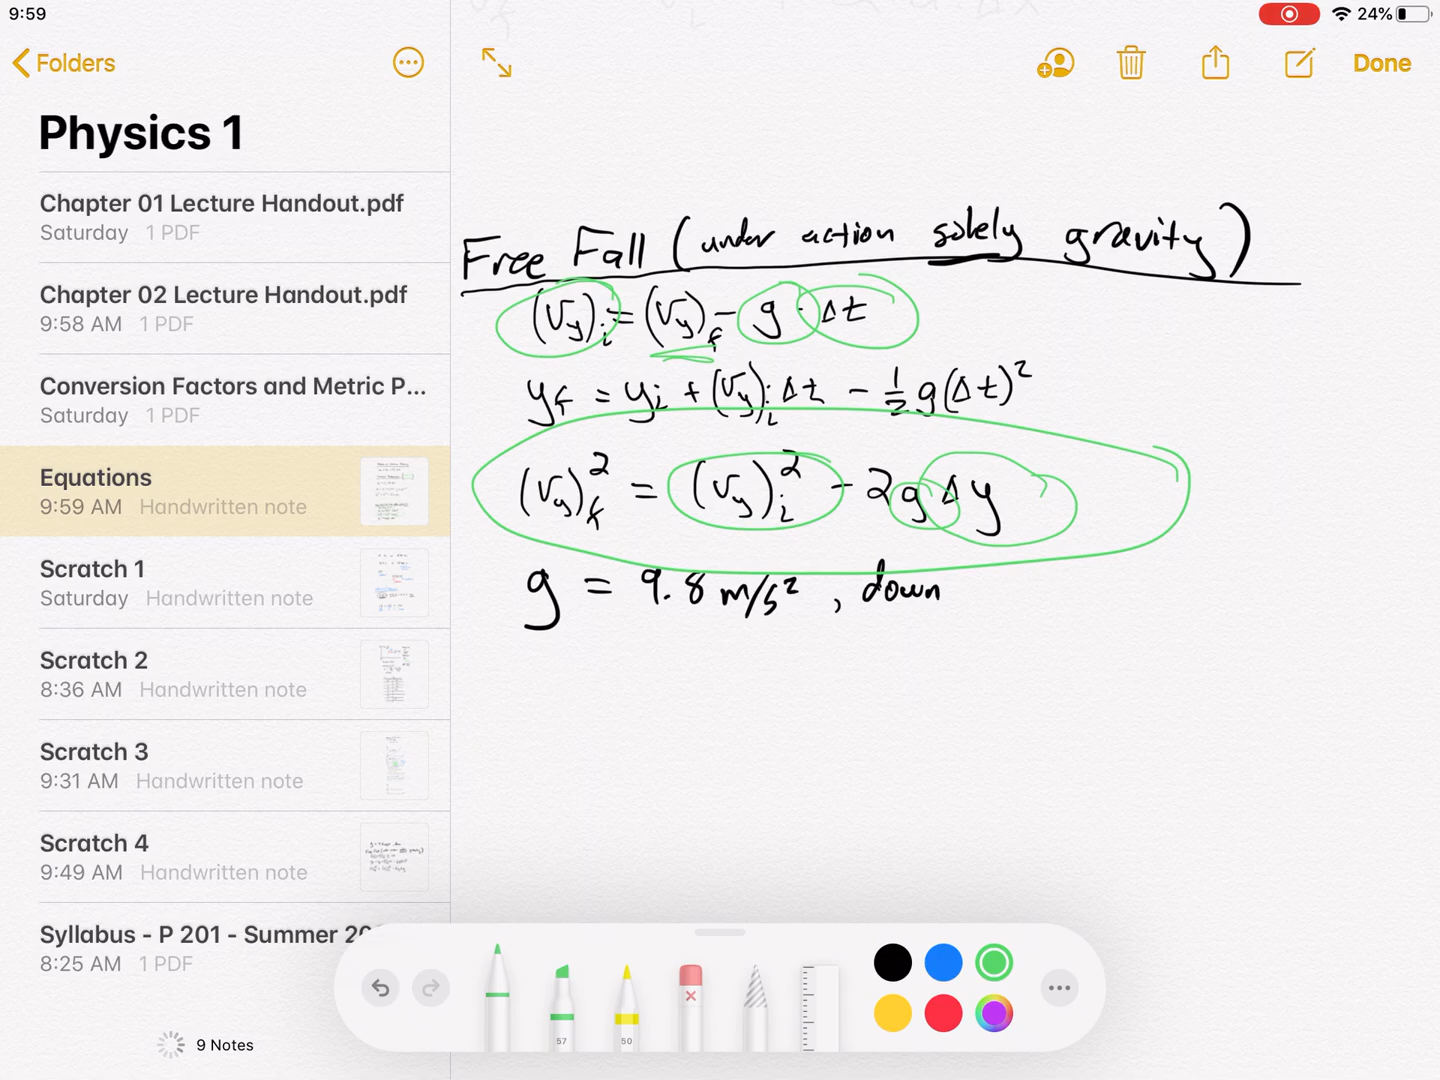 9:59
24%
Folders
Done
Physics 1
Chapter 01 Lecture Handout.pdf
Saturday 1 PDF
Chapter 02 Lecture Handout.pdf
9:58 AM 1 PDF
Conversion Factors and Metric P...
Saturday 1 PDF
Equations
9:59 AM Handwritten note
Scratch 1
Saturday Handwritten note
Scratch 2
8:36 AM Handwritten note
Scratch 3
9:31 AM Handwritten note
Scratch 4
9:49 AM Handwritten note
Syllabus - P 201 - Summer 20
8:25 AM 1 PDF
9 Notes
Free Fall (under action solely gravity)
(Vy)i = (Vy)f - g · Δt
yf = yi + (Vy)i Δt - 1/2 g(Δt)²
(Vy)f² = (Vy)i² - 2gΔy
g = 9.8 m/s², down
57
50